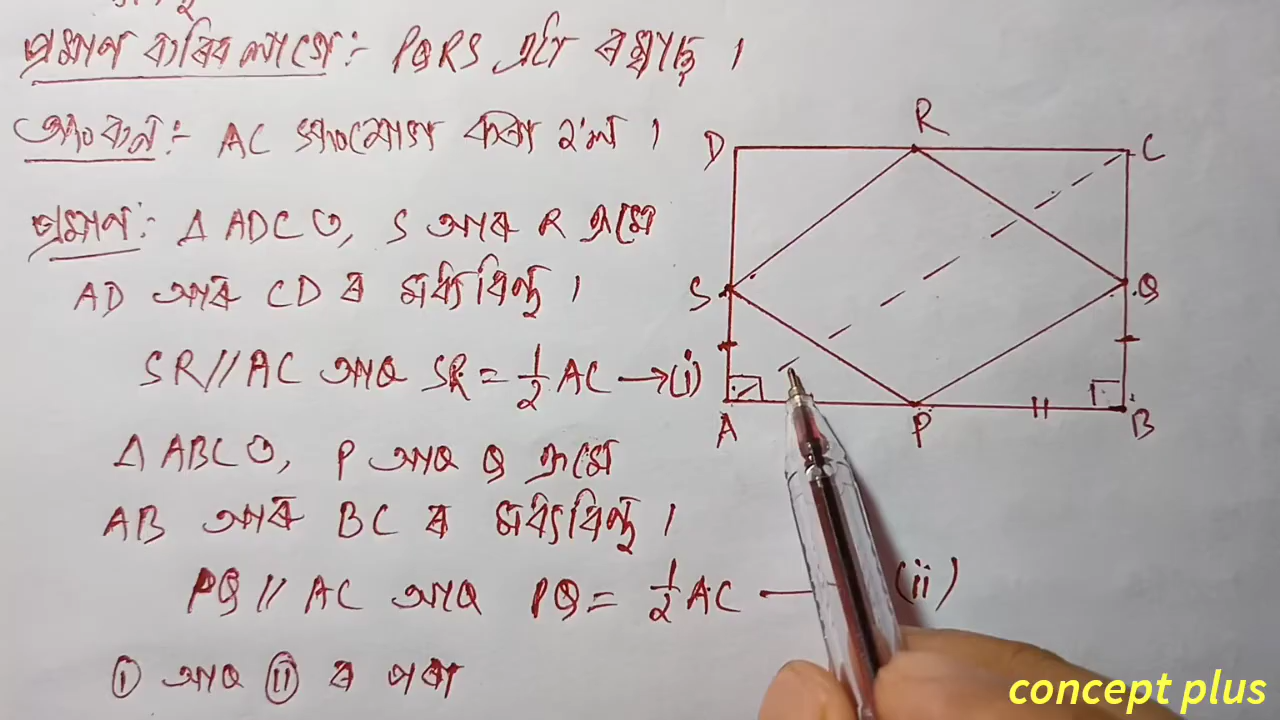 প্ৰমাণ কৰিব লাগে:- PQRS এটা ৰম্বাছ ।
অংকন:- AC সংযোগ কৰা হ'ল ।
প্ৰমাণ: Δ ADC ত, S আৰু R ক্ৰমে
AD আৰু CD ৰ মধ্যবিন্দু ।
SR // AC আৰু SR = 1/2 AC → (i)
Δ ABC ত, P আৰু Q ক্ৰমে
AB আৰু BC ৰ মধ্যবিন্দু ।
PQ // AC আৰু PQ = 1/2 AC — (ii)
(i) আৰু (ii) ৰ পৰা
D R C
S Q
A P B
concept plus